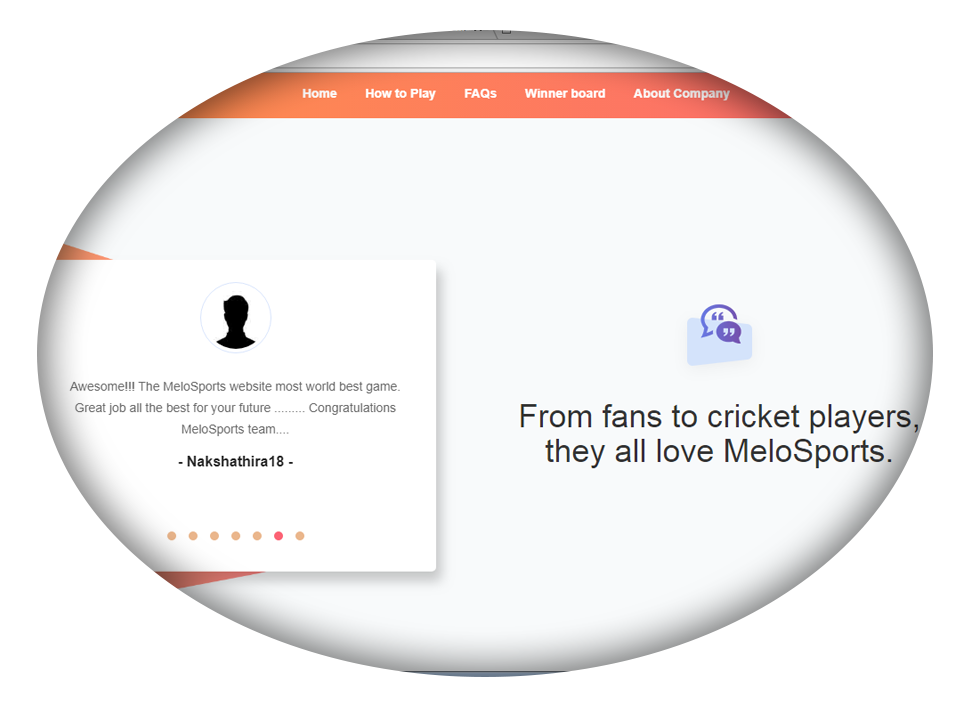 Home How to Play FAQs Winner board About Company
Awesome!!! The MeloSports website most world best game.
Great job all the best for your future ......... Congratulations
MeloSports team....
- Nakshathira18 -
From fans to cricket players,
they all love MeloSports.